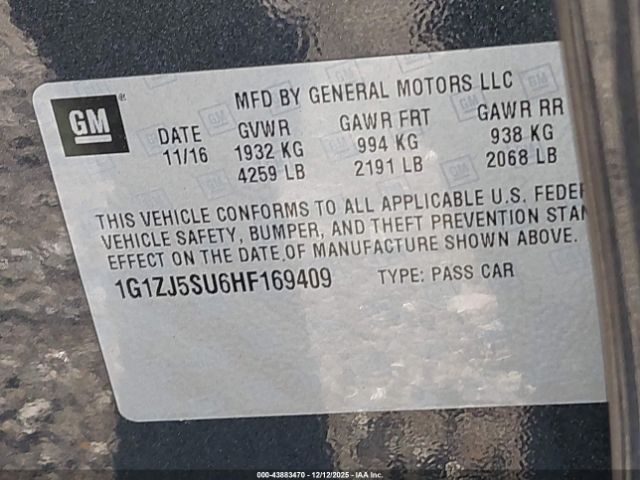 GM®
MFD BY GENERAL MOTORS LLC
DATE GVWR GAWR FRT GAWR RR
11/16 1932 KG 994 KG 938 KG
4259 LB 2191 LB 2068 LB
THIS VEHICLE CONFORMS TO ALL APPLICABLE U.S. FEDER
VEHICLE SAFETY, BUMPER, AND THEFT PREVENTION STAN
EFFECT ON THE DATE OF MANUFACTURE SHOWN ABOVE.
1G1ZJ5SU6HF169409 TYPE: PASS CAR
000-43883470 - 12/12/2025 - IAA Inc.